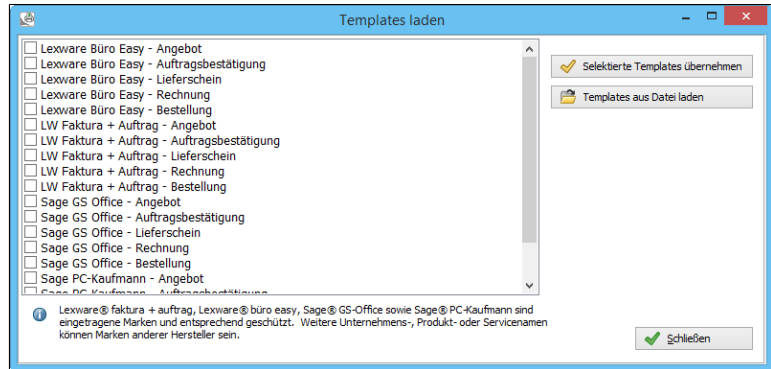 Templates laden
Lexware Büro Easy - Angebot
Lexware Büro Easy - Auftragsbestätigung
Lexware Büro Easy - Lieferschein
Lexware Büro Easy - Rechnung
Lexware Büro Easy - Bestellung
LW Faktura + Auftrag - Angebot
LW Faktura + Auftrag - Auftragsbestätigung
LW Faktura + Auftrag - Lieferschein
LW Faktura + Auftrag - Rechnung
LW Faktura + Auftrag - Bestellung
Sage GS Office - Angebot
Sage GS Office - Auftragsbestätigung
Sage GS Office - Lieferschein
Sage GS Office - Rechnung
Sage GS Office - Bestellung
Sage PC-Kaufmann - Angebot
Sage PC-Kaufmann - Auftragsbestätigung
Selektierte Templates übernehmen
Templates aus Datei laden
Lexware® faktura + auftrag, Lexware® büro easy, Sage® GS-Office sowie Sage® PC-Kaufmann sind
eingetragene Marken und entsprechend geschützt. Weitere Unternehmens-, Produkt- oder Servicenamen
können Marken anderer Hersteller sein.
Schließen